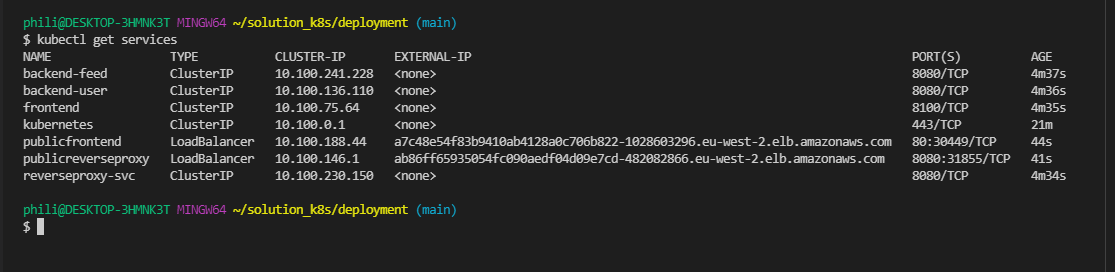 phili@DESKTOP-3HMNK3T MINGW64 ~/solution_k8s/deployment (main)
$ kubectl get services
NAME TYPE CLUSTER-IP EXTERNAL-IP PORT(S) AGE
backend-feed ClusterIP 10.100.241.228 <none> 8080/TCP 4m37s
backend-user ClusterIP 10.100.136.110 <none> 8080/TCP 4m36s
frontend ClusterIP 10.100.75.64 <none> 8100/TCP 4m35s
kubernetes ClusterIP 10.100.0.1 <none> 443/TCP 21m
publicfrontend LoadBalancer 10.100.188.44 a7c48e54f83b9410ab4128a0c706b822-1028603296.eu-west-2.elb.amazonaws.com 80:30449/TCP 44s
publicreverseproxy LoadBalancer 10.100.146.1 ab86ff65935054fc090aedf04d09e7cd-482082866.eu-west-2.elb.amazonaws.com 8080:31855/TCP 41s
reverseproxy-svc ClusterIP 10.100.230.150 <none> 8080/TCP 4m34s
phili@DESKTOP-3HMNK3T MINGW64 ~/solution_k8s/deployment (main)
$